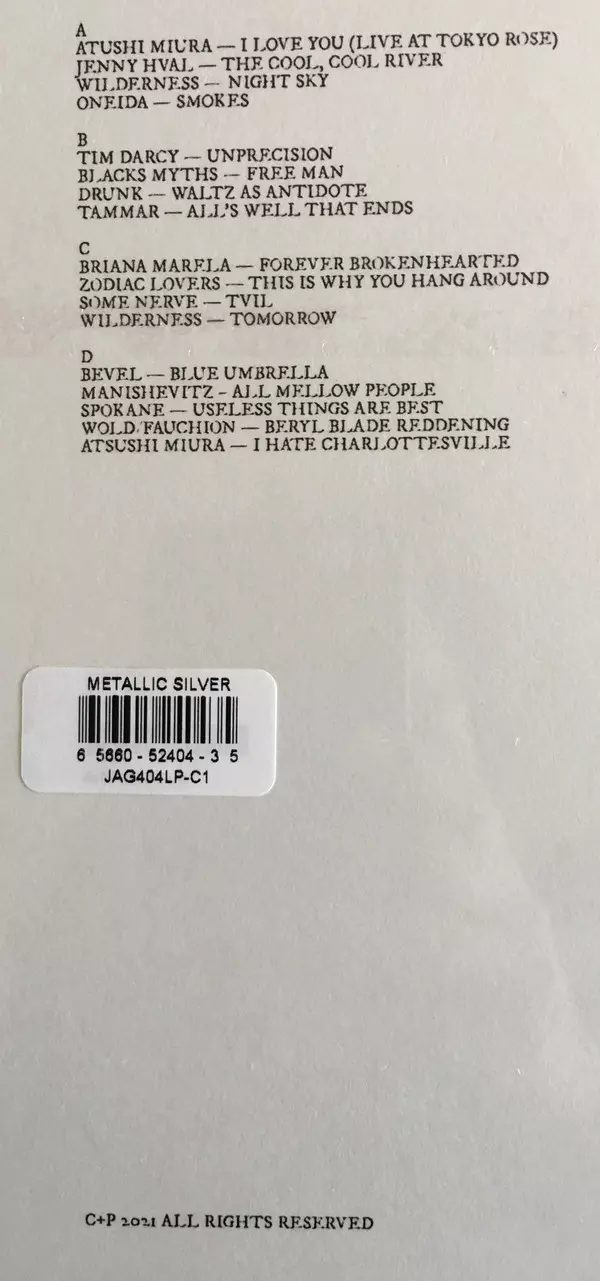 A
ATUSHI MIURA — I LOVE YOU (LIVE AT TOKYO ROSE)
JENNY HVAL — THE COOL, COOL RIVER
WILDERNESS — NIGHT SKY
ONEIDA — SMOKES
B
TIM DARCY — UNPRECISION
BLACKS MYTHS — FREE MAN
DRUNK — WALTZ AS ANTIDOTE
TAMMAR — ALL'S WELL THAT ENDS
C
BRIANA MARELA — FOREVER BROKENHEARTED
ZODIAC LOVERS — THIS IS WHY YOU HANG AROUND
SOME NERVE — TVIL
WILDERNESS — TOMORROW
D
BEVEL — BLUE UMBRELLA
MANISHEVITZ - ALL MELLOW PEOPLE
SPOKANE — USELESS THINGS ARE BEST
WOLD/FAUCHION — BERYL BLADE REDDENING
ATSUSHI MIURA — I HATE CHARLOTTESVILLE
METALLIC SILVER
6 5660 - 52404 - 3 5
JAG404LP-C1
C+P 2021 ALL RIGHTS RESERVED